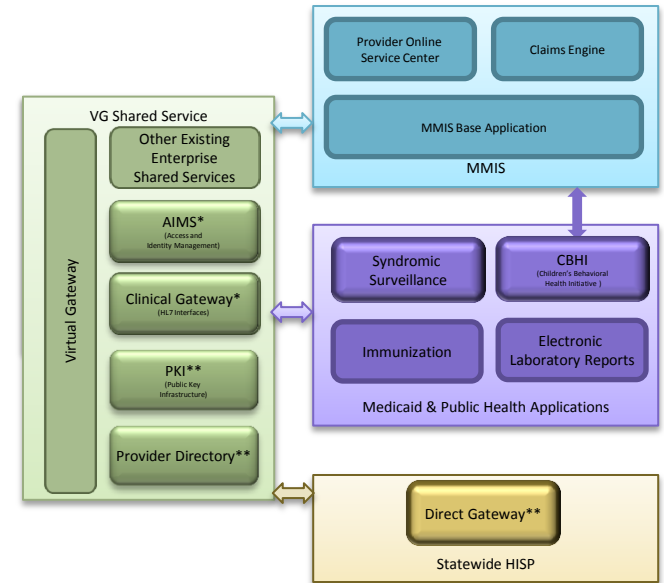 Provider Online
Service Center
Claims Engine
MMIS Base Application
MMIS
VG Shared Service
Virtual Gateway
Other Existing
Enterprise
Shared Services
AIMS*
(Access and
Identity Management)
Clinical Gateway*
(HL7 Interfaces)
PKI**
(Public Key
Infrastructure)
Provider Directory**
Syndromic
Surveillance
CBHI
(Children's Behavioral
Health Initiative )
Immunization
Electronic
Laboratory Reports
Medicaid & Public Health Applications
Direct Gateway**
Statewide HISP